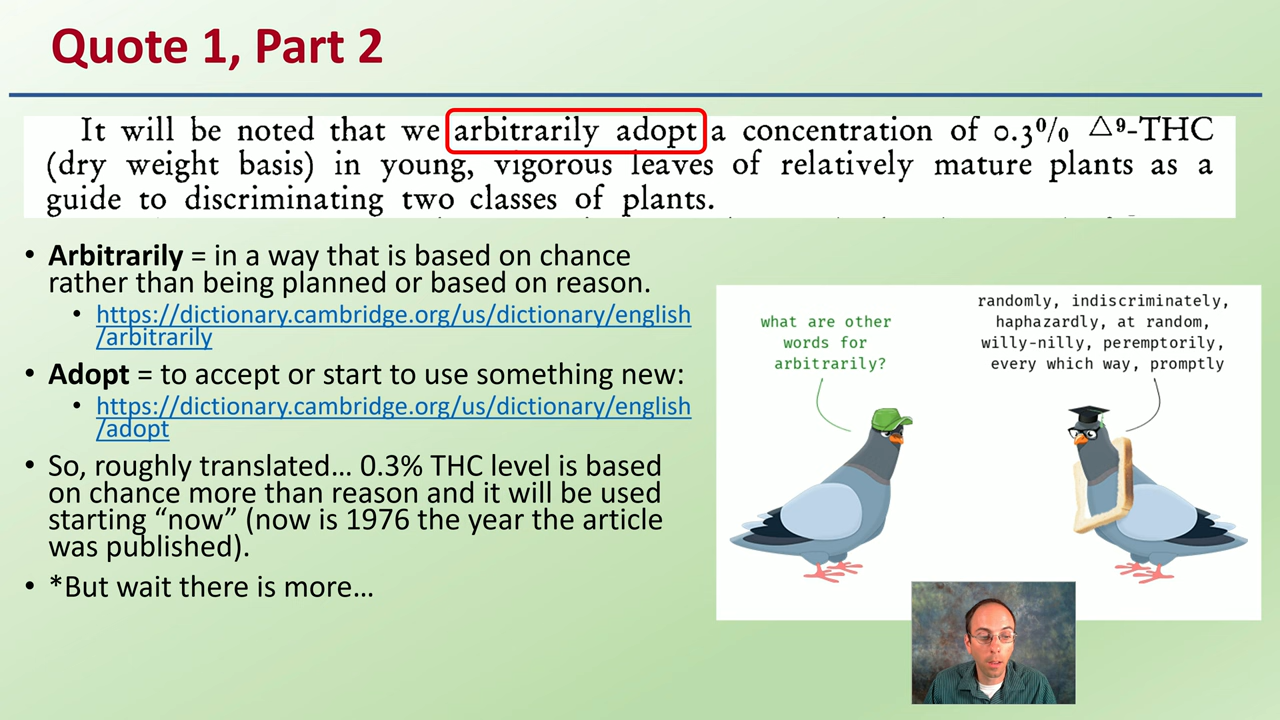 Quote 1, Part 2
It will be noted that we arbitrarily adopt a concentration of 0.3% △⁹-THC
(dry weight basis) in young, vigorous leaves of relatively mature plants as a
guide to discriminating two classes of plants.
• Arbitrarily = in a way that is based on chance
rather than being planned or based on reason.
• https://dictionary.cambridge.org/us/dictionary/english
/arbitrarily
• Adopt = to accept or start to use something new:
• https://dictionary.cambridge.org/us/dictionary/english
/adopt
• So, roughly translated… 0.3% THC level is based
on chance more than reason and it will be used
starting “now” (now is 1976 the year the article
was published).
• *But wait there is more…
what are other
words for
arbitrarily?
randomly, indiscriminately,
haphazardly, at random,
willy-nilly, peremptorily,
every which way, promptly